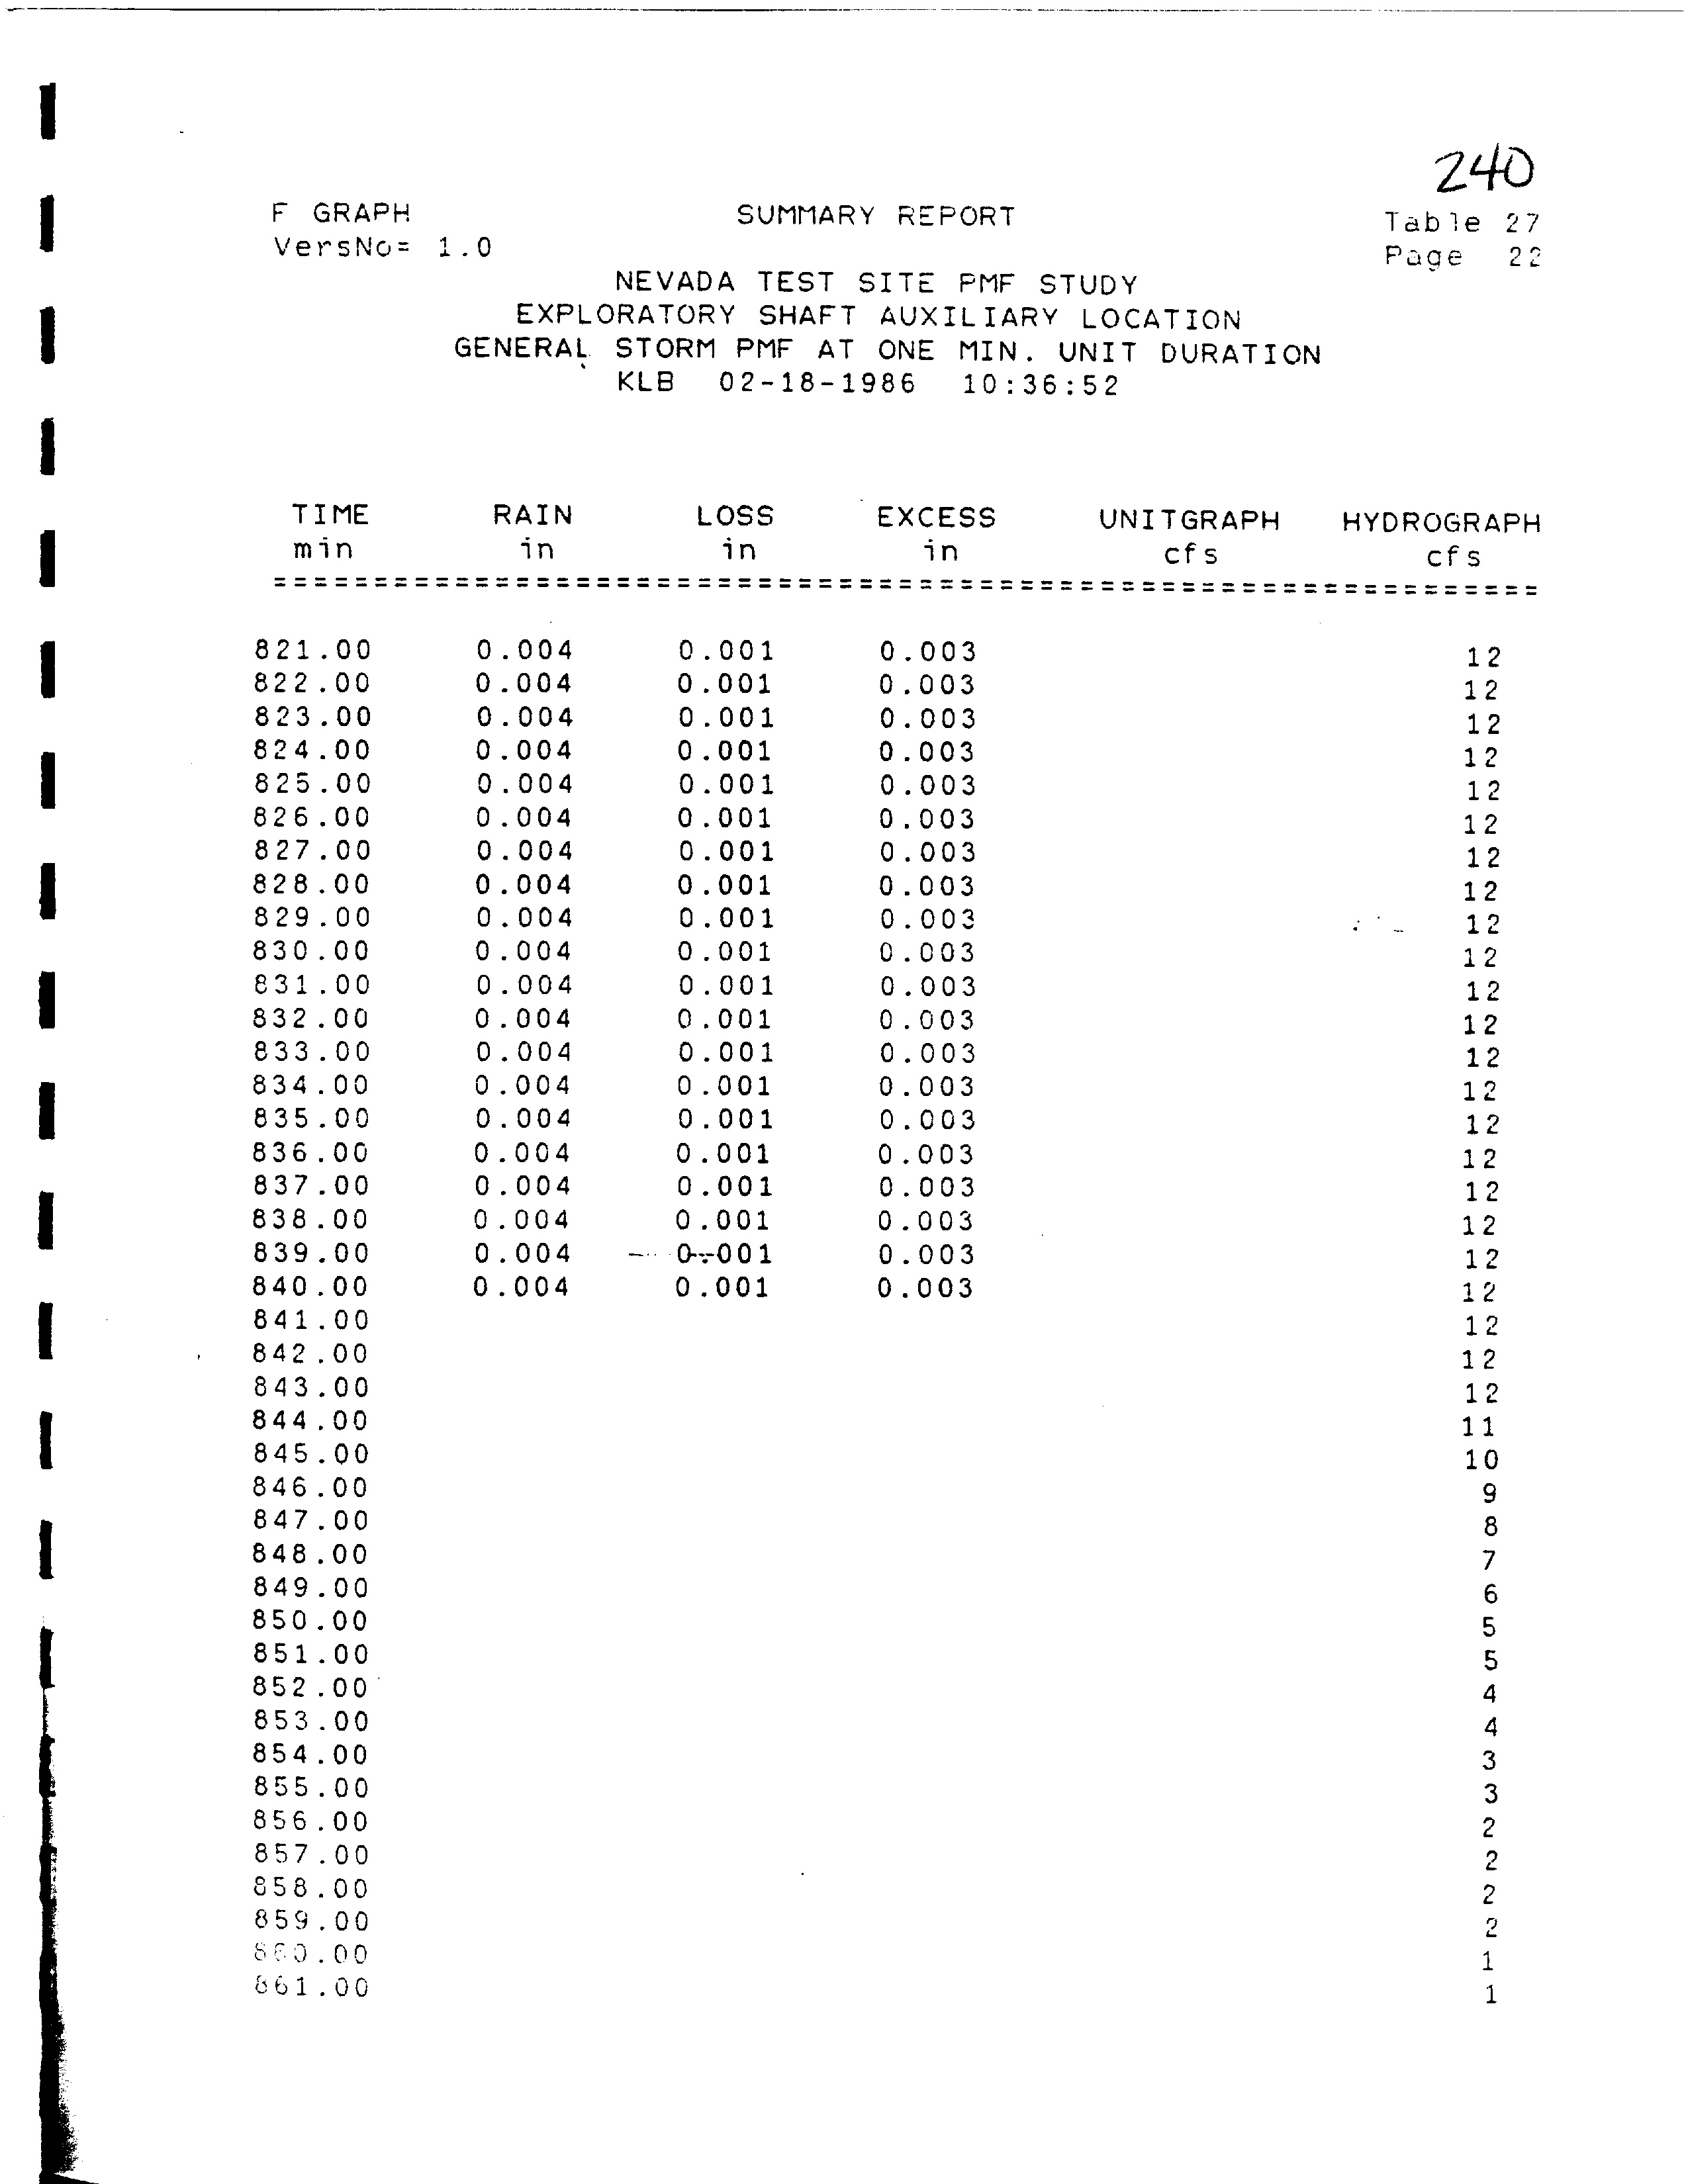 240
F GRAPH SUMMARY REPORT Table 27
VersNo= 1.0 Page 22
NEVADA TEST SITE PMF STUDY
EXPLORATORY SHAFT AUXILIARY LOCATION
GENERAL STORM PMF AT ONE MIN. UNIT DURATION
KLB 02-18-1986 10:36:52
TIME RAIN LOSS EXCESS UNITGRAPH HYDROGRAPH
min in in in cfs cfs
===============================================================
821.00 0.004 0.001 0.003 12
822.00 0.004 0.001 0.003 12
823.00 0.004 0.001 0.003 12
824.00 0.004 0.001 0.003 12
825.00 0.004 0.001 0.003 12
826.00 0.004 0.001 0.003 12
827.00 0.004 0.001 0.003 12
828.00 0.004 0.001 0.003 12
829.00 0.004 0.001 0.003 12
830.00 0.004 0.001 0.003 12
831.00 0.004 0.001 0.003 12
832.00 0.004 0.001 0.003 12
833.00 0.004 0.001 0.003 12
834.00 0.004 0.001 0.003 12
835.00 0.004 0.001 0.003 12
836.00 0.004 0.001 0.003 12
837.00 0.004 0.001 0.003 12
838.00 0.004 0.001 0.003 12
839.00 0.004 0.001 0.003 12
840.00 0.004 0.001 0.003 12
841.00 12
842.00 12
843.00 12
844.00 11
845.00 10
846.00 9
847.00 8
848.00 7
849.00 6
850.00 5
851.00 5
852.00 4
853.00 4
854.00 3
855.00 3
856.00 2
857.00 2
858.00 2
859.00 2
860.00 1
861.00 1